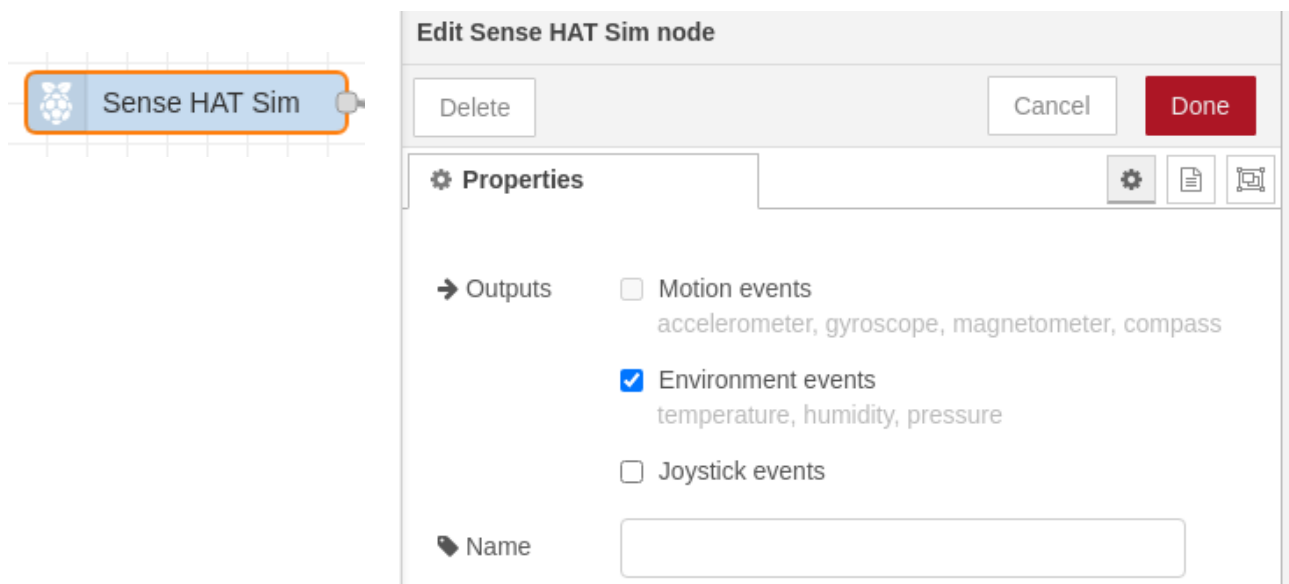 Sense HAT Sim
Edit Sense HAT Sim node
Delete
Cancel
Done
Properties
Outputs
Motion events
accelerometer, gyroscope, magnetometer, compass
Environment events
temperature, humidity, pressure
Joystick events
Name